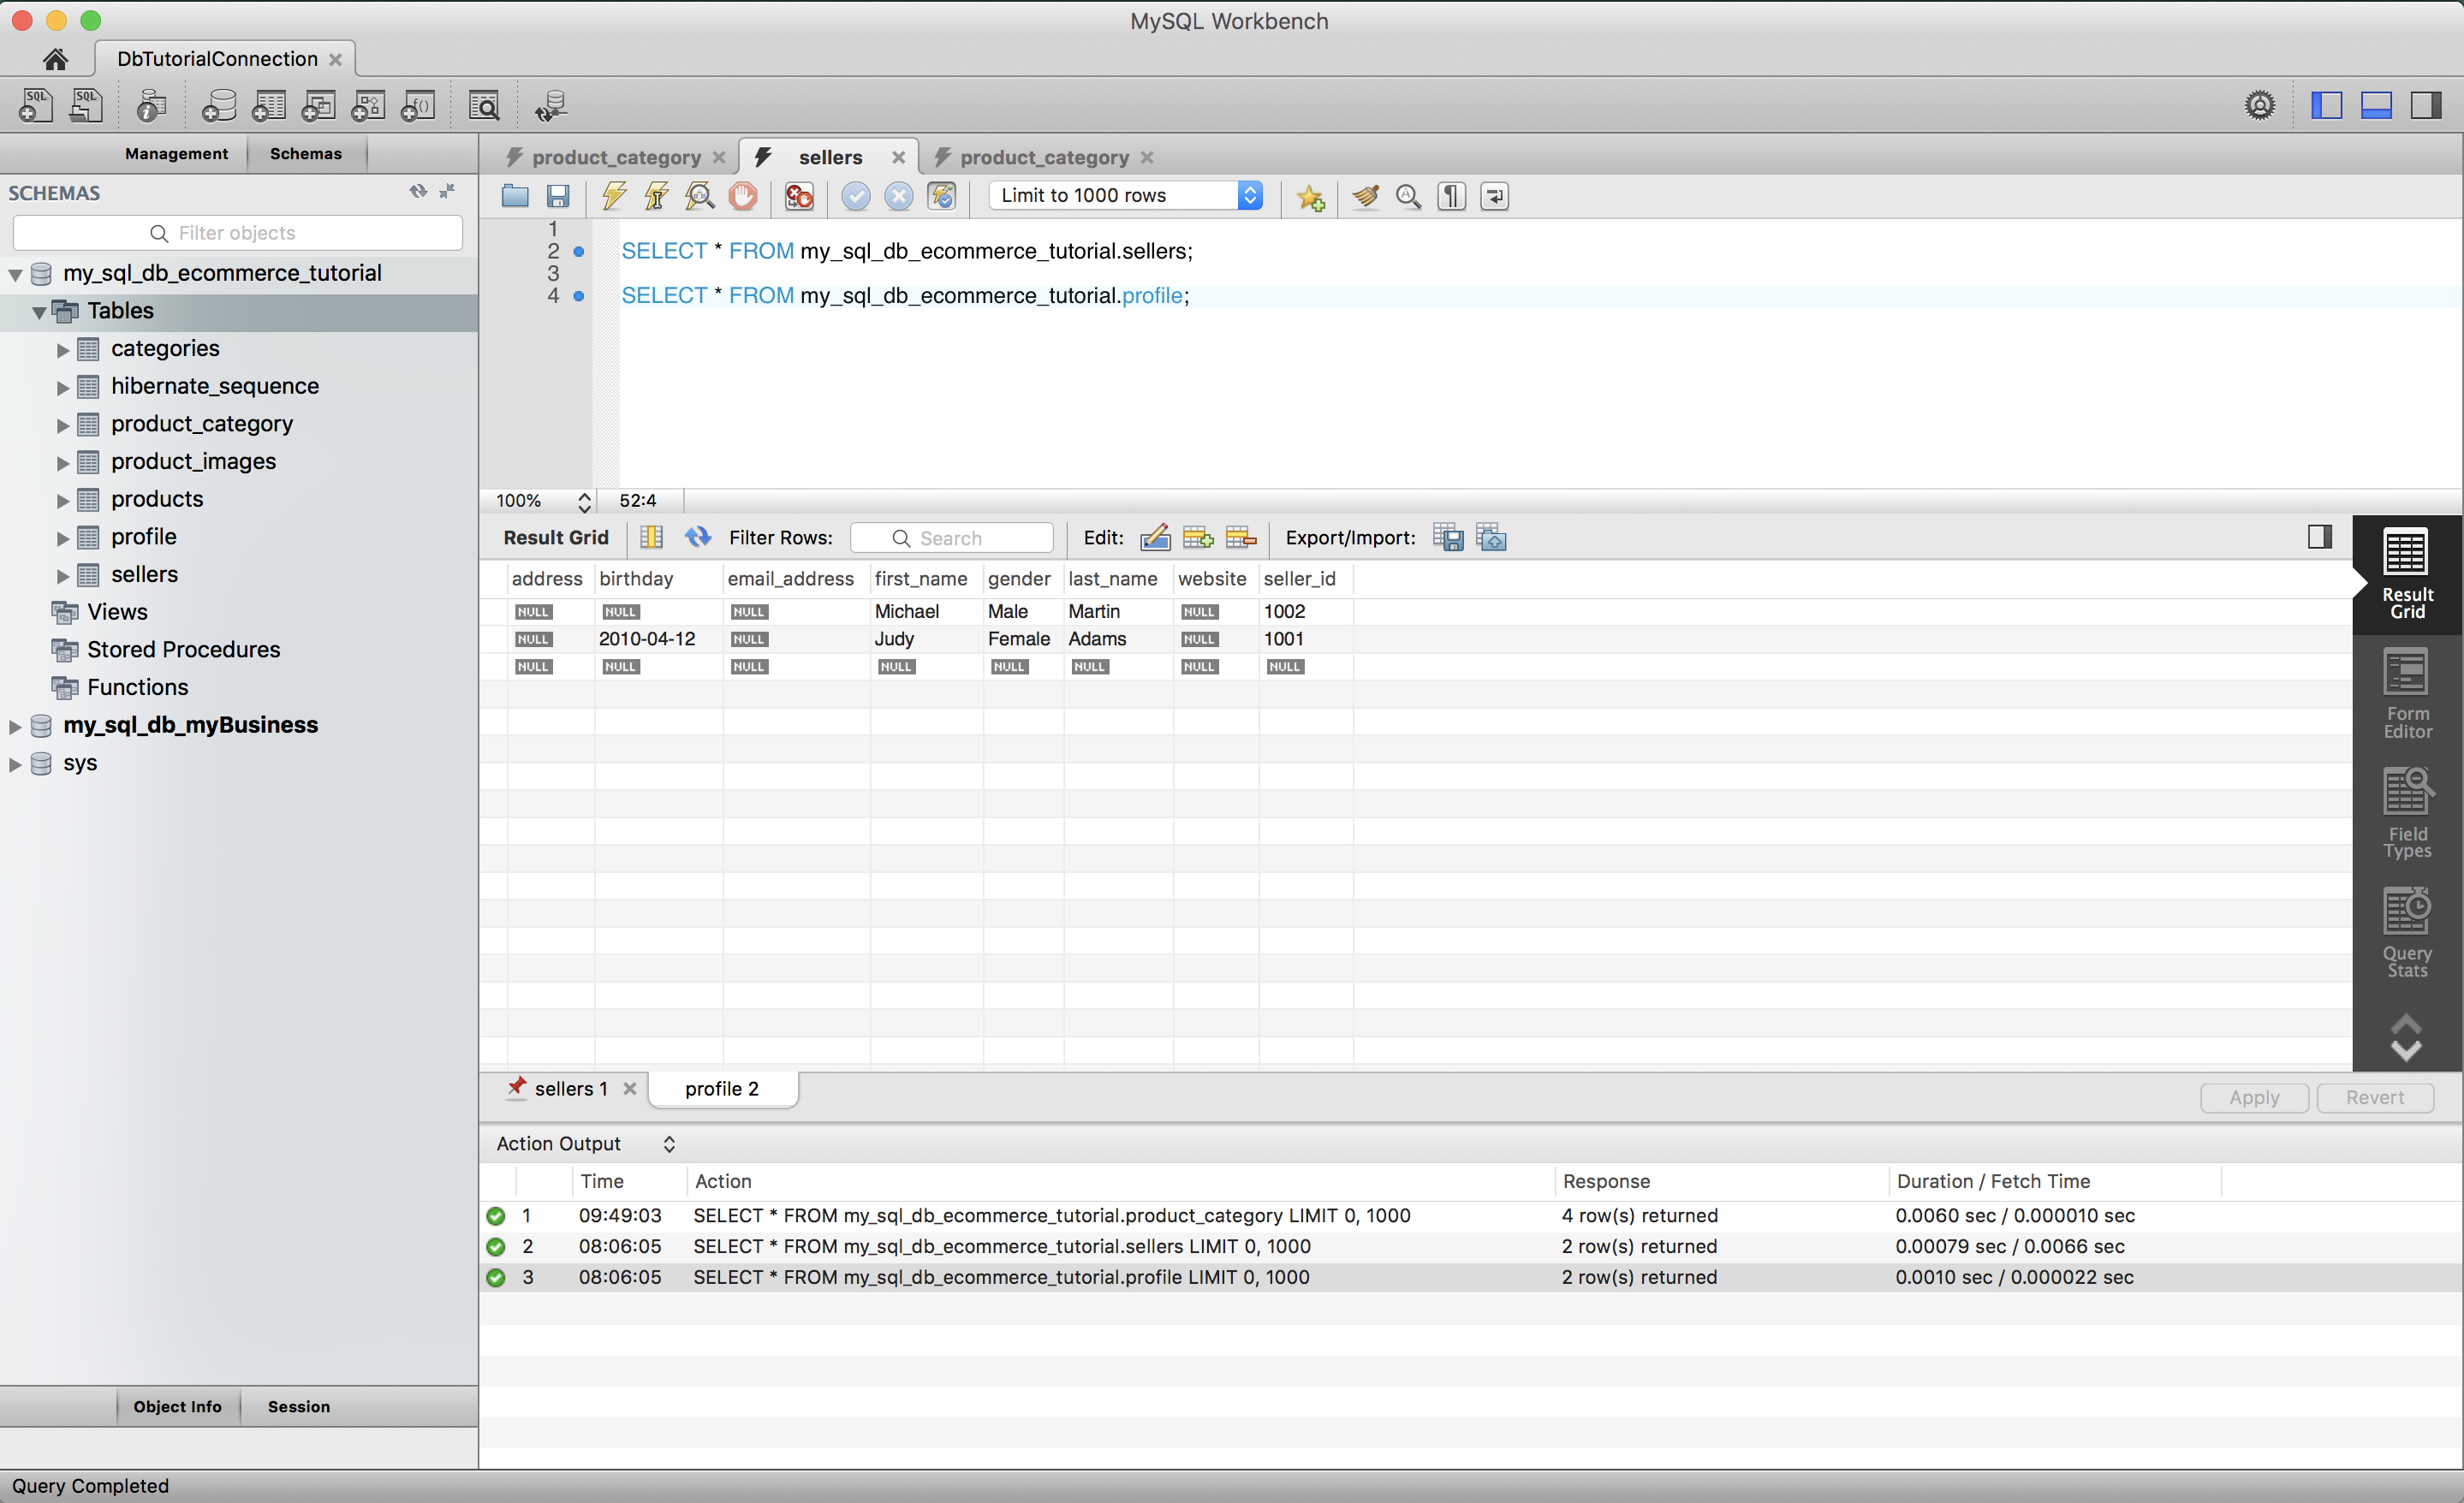 MySQL Workbench
DbTutorialConnection
SQL SQL i f()
Management Schemas
SCHEMAS
Filter objects
my_sql_db_ecommerce_tutorial
Tables
categories
hibernate_sequence
product_category
product_images
products
profile
sellers
Views
Stored Procedures
Functions
my_sql_db_myBusiness
sys
Object Info Session
product_category sellers product_category
Limit to 1000 rows
1
2 SELECT * FROM my_sql_db_ecommerce_tutorial.sellers;
3
4 SELECT * FROM my_sql_db_ecommerce_tutorial.profile;
100% 52:4
Result Grid Filter Rows: Search Edit: Export/Import:
address birthday email_address first_name gender last_name website seller_id
NULL NULL NULL Michael Male Martin NULL 1002
NULL 2010-04-12 NULL Judy Female Adams NULL 1001
NULL NULL NULL NULL NULL NULL NULL NULL
Result
Grid
Form
Editor
Field
Types
Query
Stats
sellers 1 profile 2 Apply Revert
Action Output
Time Action Response Duration / Fetch Time
1 09:49:03 SELECT * FROM my_sql_db_ecommerce_tutorial.product_category LIMIT 0, 1000 4 row(s) returned 0.0060 sec / 0.000010 sec
2 08:06:05 SELECT * FROM my_sql_db_ecommerce_tutorial.sellers LIMIT 0, 1000 2 row(s) returned 0.00079 sec / 0.0066 sec
3 08:06:05 SELECT * FROM my_sql_db_ecommerce_tutorial.profile LIMIT 0, 1000 2 row(s) returned 0.0010 sec / 0.000022 sec
Query Completed